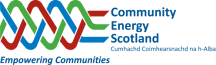 Community
Energy
Scotland
Cumhachd Coimhearsnachd na h-Alba
Empowering Communities